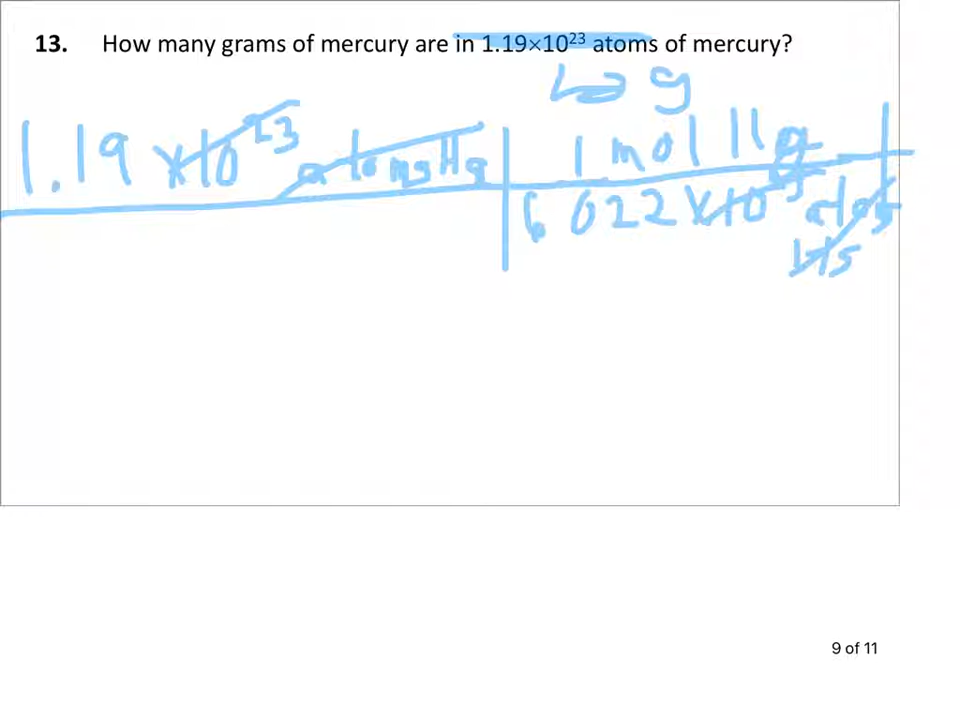 13. How many grams of mercury are in 1.19×10²³ atoms of mercury?
g
1.19 ×10²³ atoms Hg | 1 mol Hg
6 022 ×10²³
9 of 11